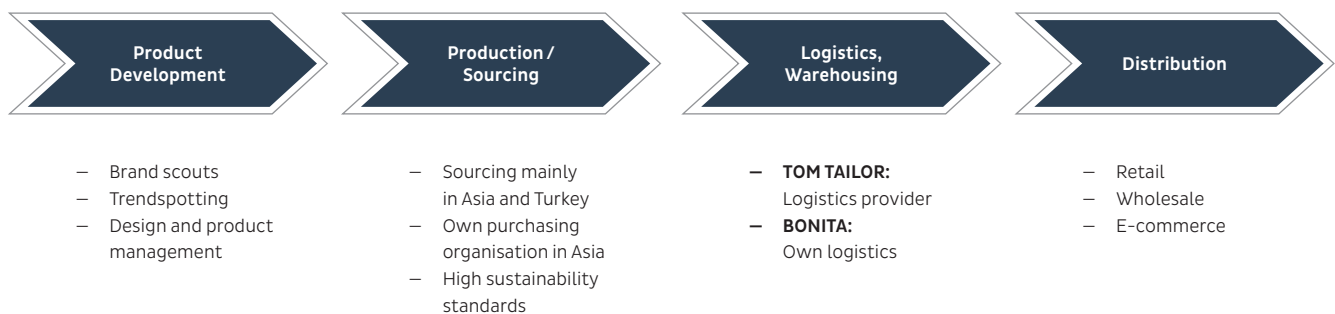 Product
Development
Production /
Sourcing
Logistics,
Warehousing
Distribution
– Brand scouts
– Trendspotting
– Design and product
management
– Sourcing mainly
in Asia and Turkey
– Own purchasing
organisation in Asia
– High sustainability
standards
– TOM TAILOR:
Logistics provider
– BONITA:
Own logistics
– Retail
– Wholesale
– E-commerce